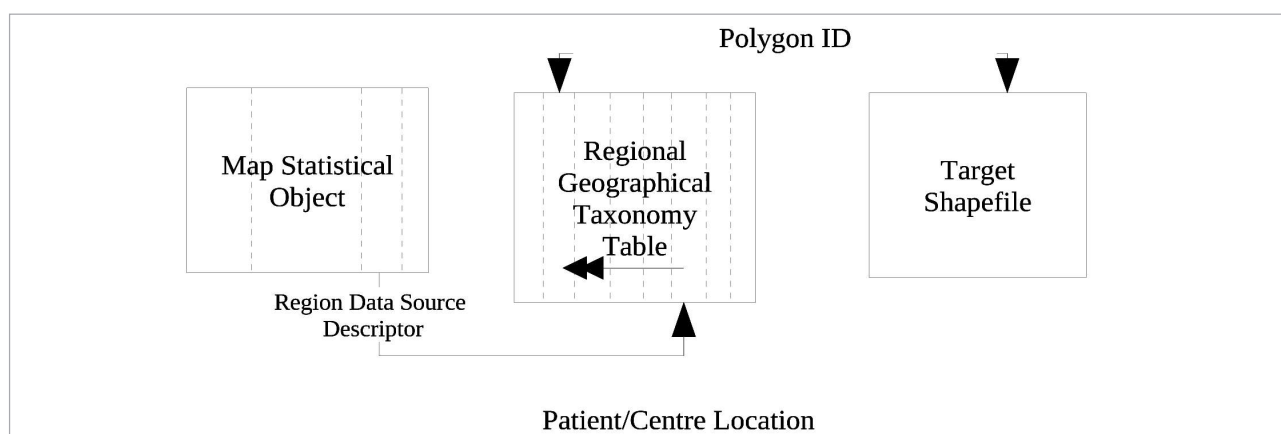 Polygon ID
Map Statistical
Object
Regional
Geographical
Taxonomy
Table
Target
Shapefile
Region Data Source
Descriptor
Patient/Centre Location